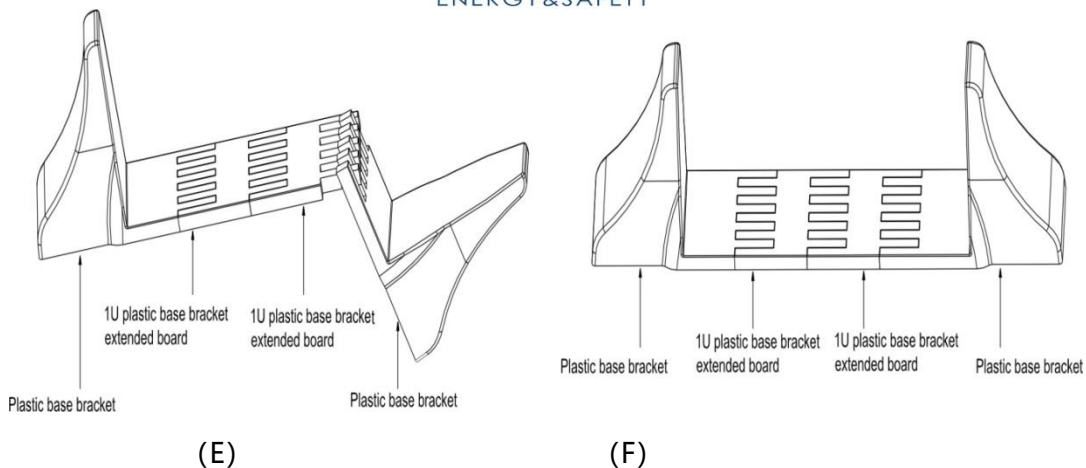 ENERGY&SAFETY
1U plastic base bracket
extended board
1U plastic base bracket
extended board
Plastic base bracket
Plastic base bracket
1U plastic base bracket
extended board
1U plastic base bracket
extended board
Plastic base bracket
Plastic base bracket
(E)
(F)